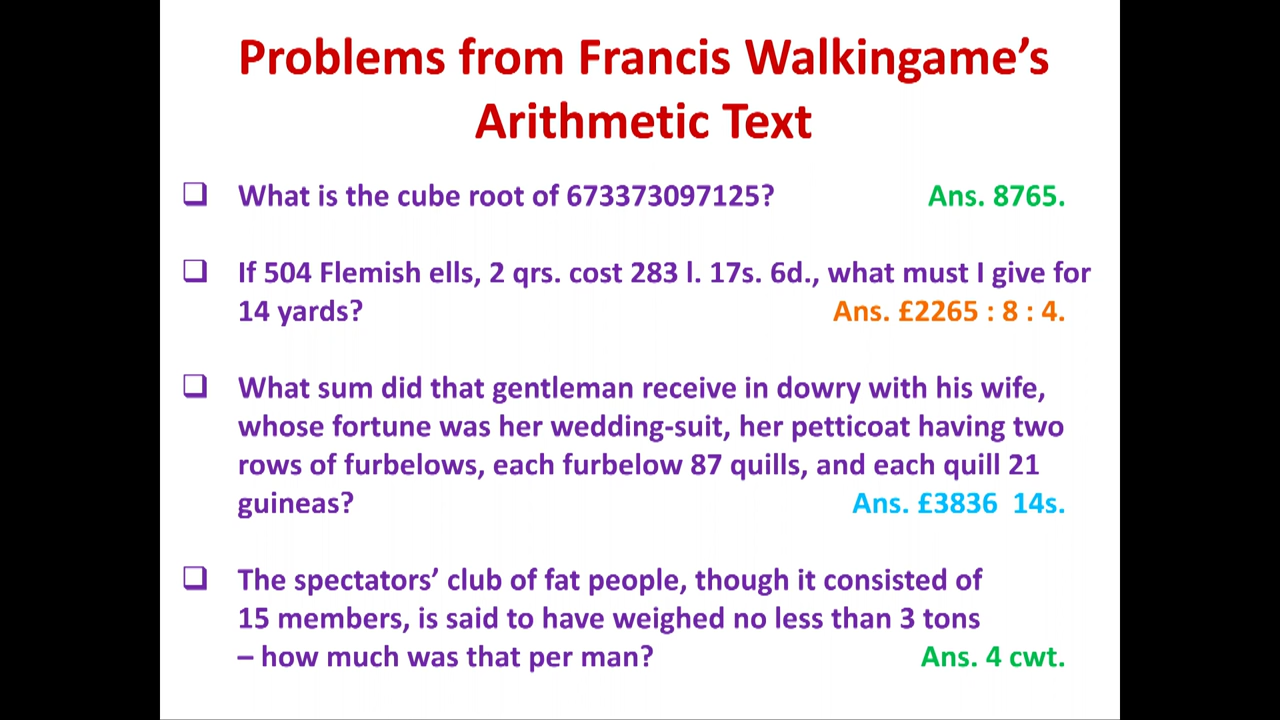 Problems from Francis Walkingame’s
Arithmetic Text
What is the cube root of 673373097125? Ans. 8765.
If 504 Flemish ells, 2 qrs. cost 283 l. 17s. 6d., what must I give for
14 yards? Ans. £2265 : 8 : 4.
What sum did that gentleman receive in dowry with his wife,
whose fortune was her wedding-suit, her petticoat having two
rows of furbelows, each furbelow 87 quills, and each quill 21
guineas? Ans. £3836 14s.
The spectators’ club of fat people, though it consisted of
15 members, is said to have weighed no less than 3 tons
– how much was that per man? Ans. 4 cwt.